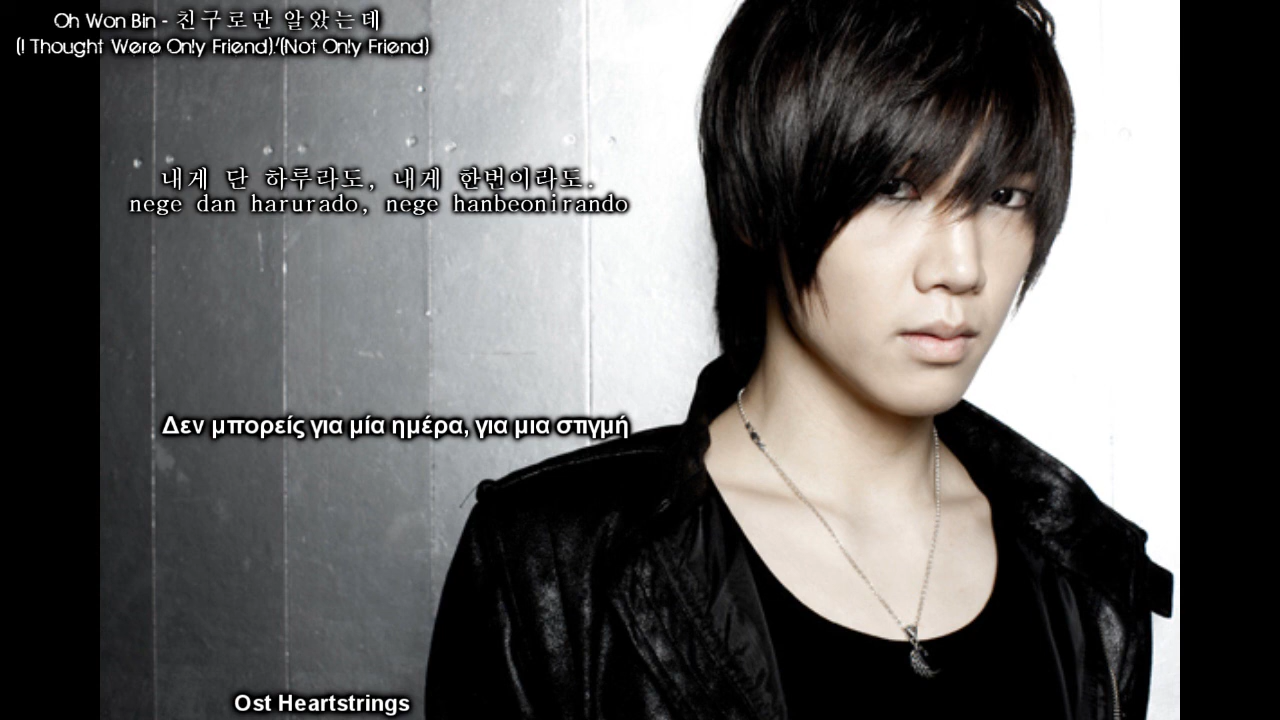 Oh Won Bin - 친구로만 알았는데
(I Thought Were Only Friend)/(Not Only Friend)
내게 단 하루라도, 내게 한번이라도.
nege dan harurado, nege hanbeonirando
Δεν μπορείς για μία ημέρα, για μια στιγμή
Ost Heartstrings